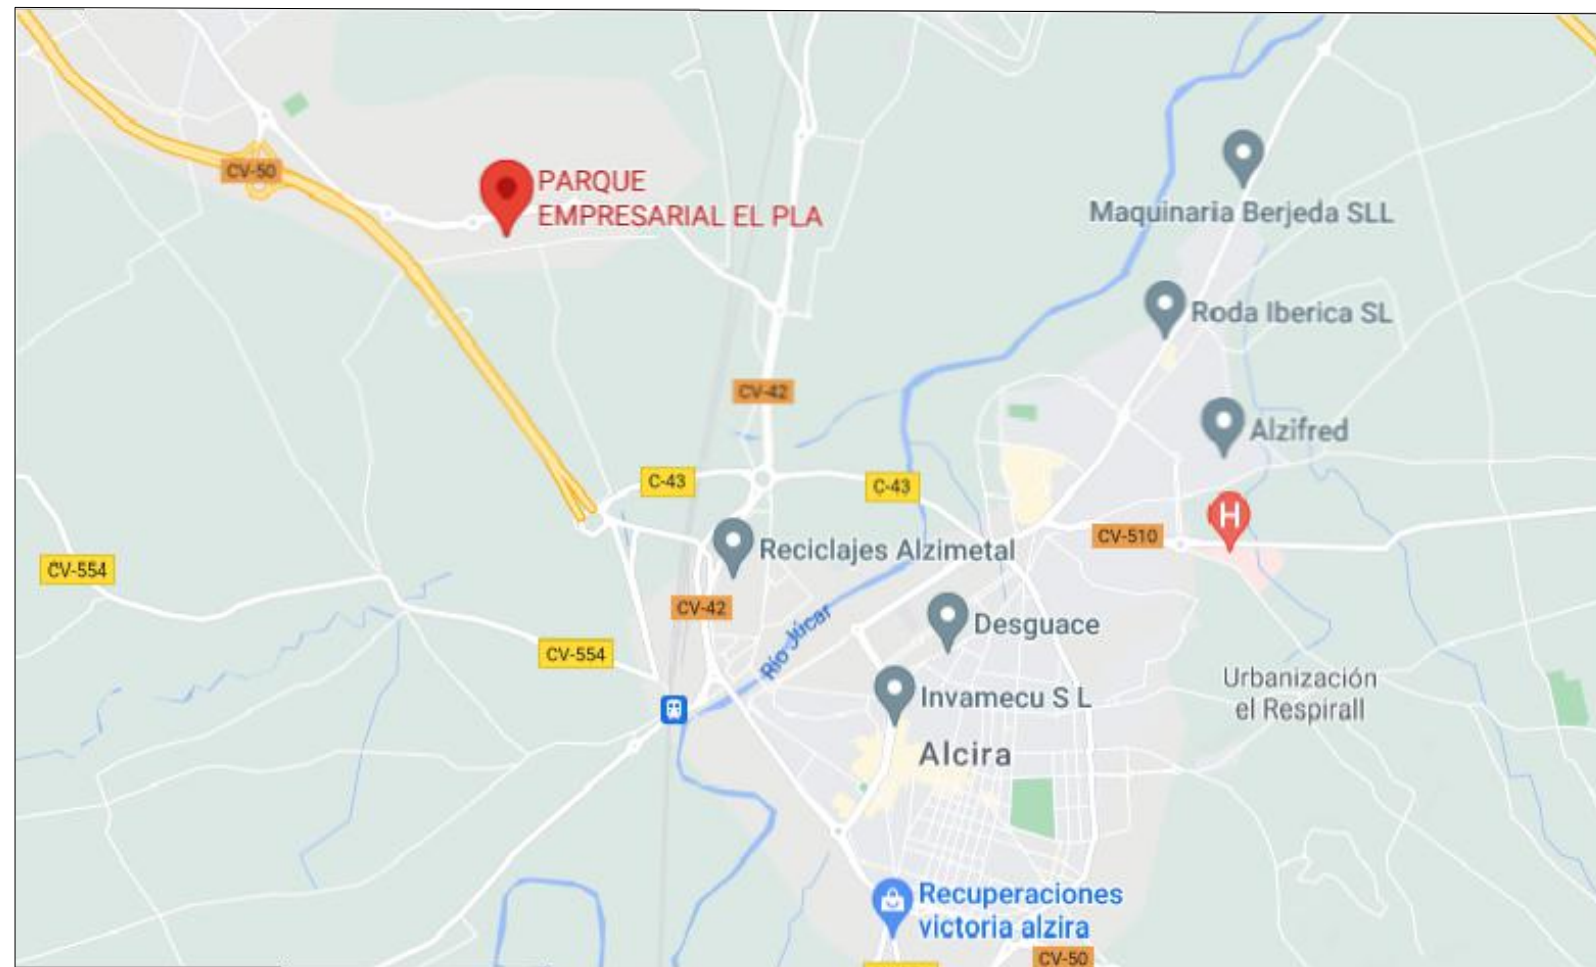 CV-50
PARQUE
EMPRESARIAL EL PLA
Maquinaria Berjeda SLL
Roda Iberica SL
CV-42
Alzifred
C-43
C-43
H
CV-510
Reciclajes Alzimetal
CV-554
CV-42
Río Júcar
Desguace
CV-554
Invamecu S L
Urbanización
el Respirall
Alcira
Recuperaciones
victoria alzira
CV-50